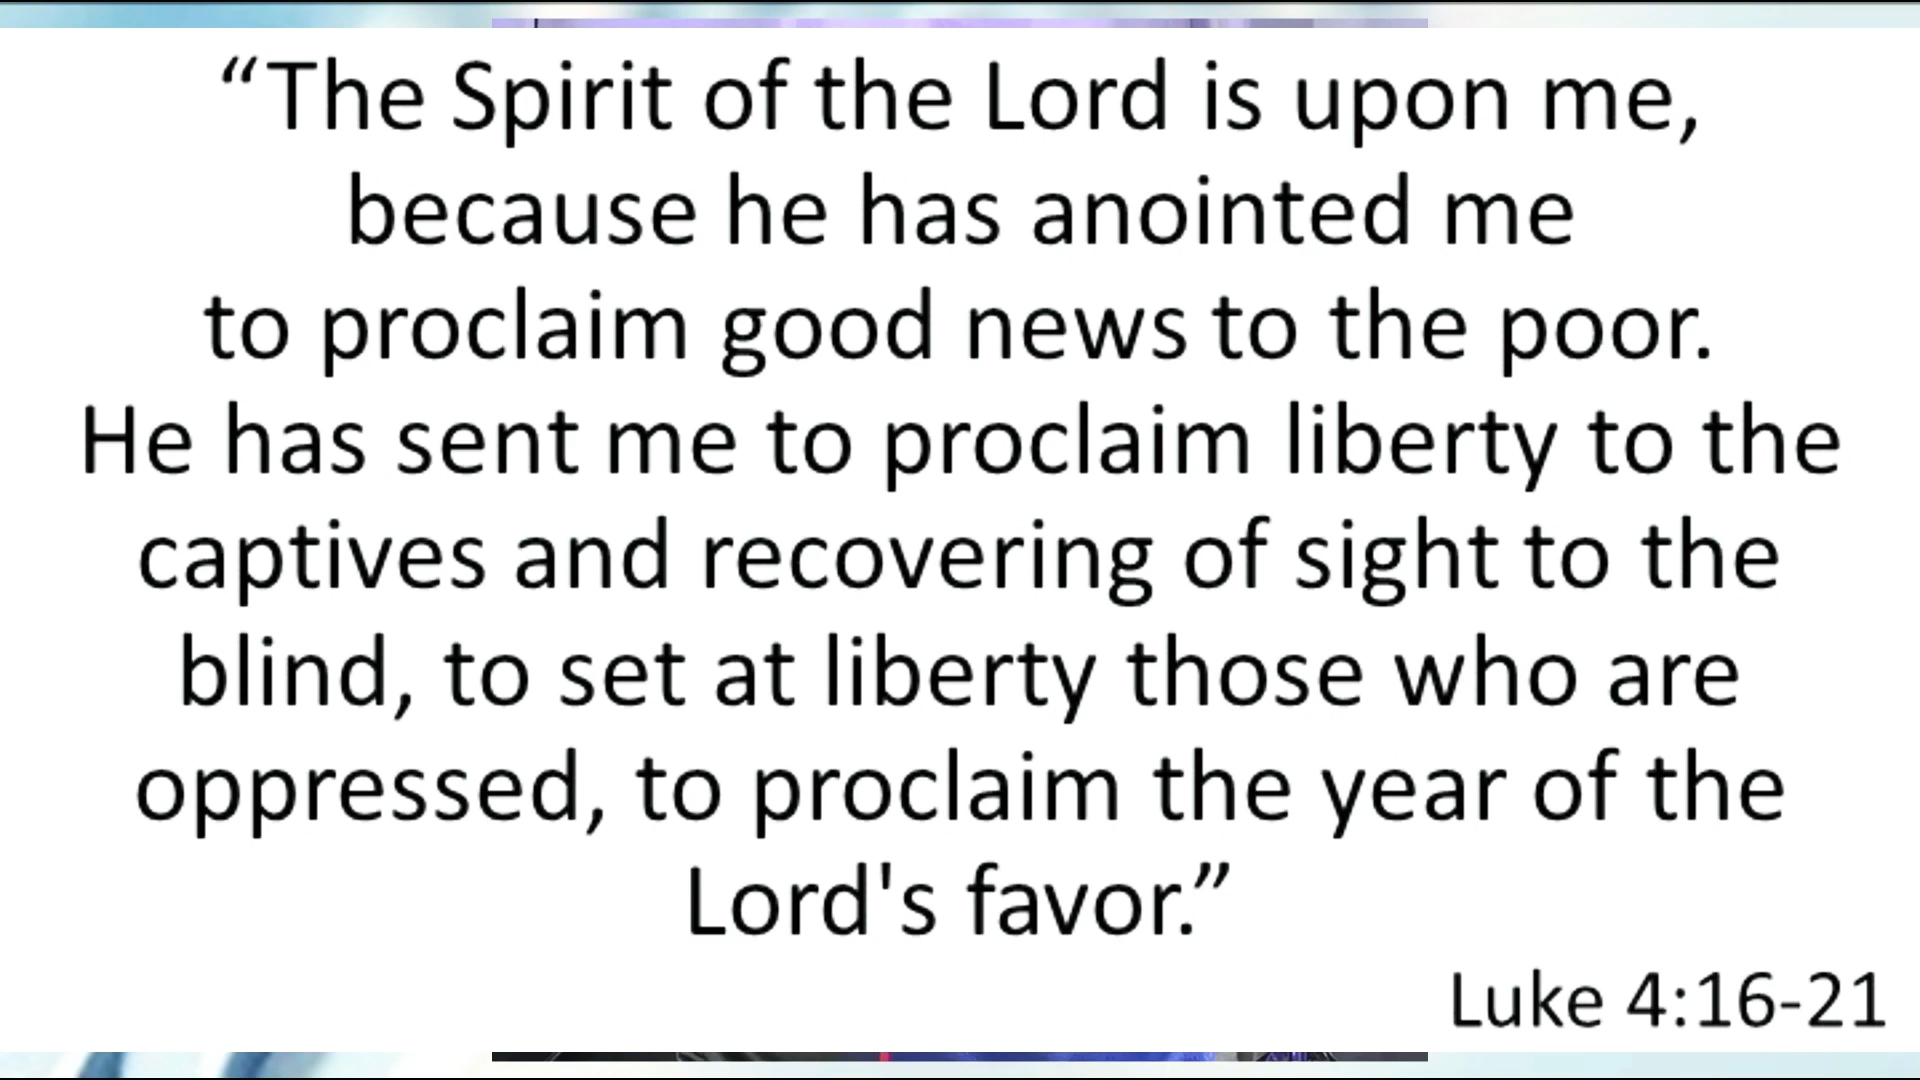 “The Spirit of the Lord is upon me,
because he has anointed me
to proclaim good news to the poor.
He has sent me to proclaim liberty to the
captives and recovering of sight to the
blind, to set at liberty those who are
oppressed, to proclaim the year of the
Lord's favor.”
Luke 4:16-21